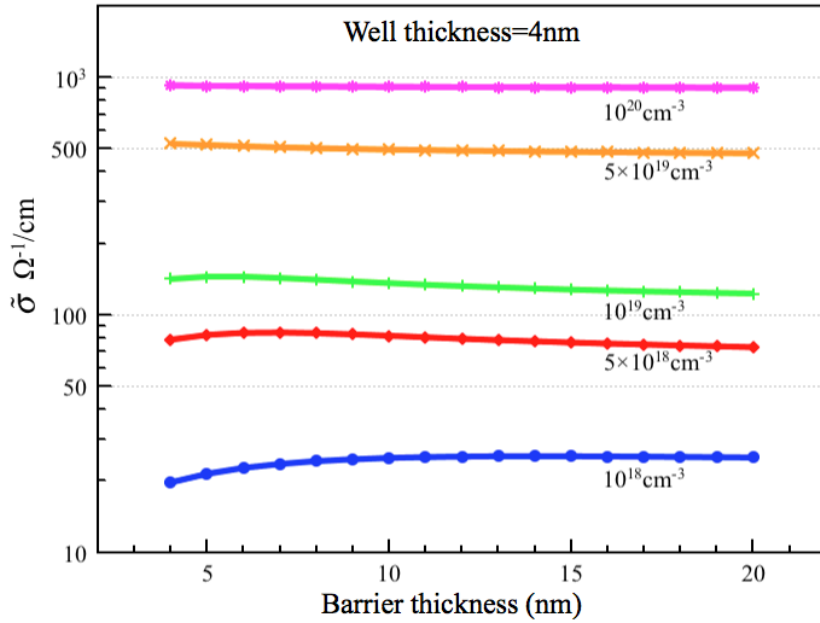 Well thickness=4nm
10³
10²⁰cm⁻³
500
5×10¹⁹cm⁻³
σ̃ Ω⁻¹/cm
100
10¹⁹cm⁻³
5×10¹⁸cm⁻³
50
10¹⁸cm⁻³
10
5 10 15 20
Barrier thickness (nm)